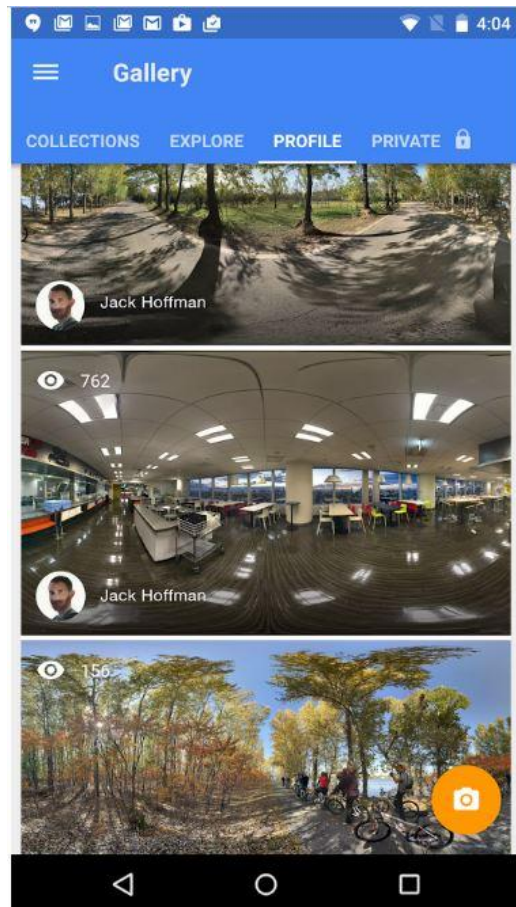 4:04
Gallery
COLLECTIONS EXPLORE PROFILE PRIVATE
Jack Hoffman
762
Jack Hoffman
156